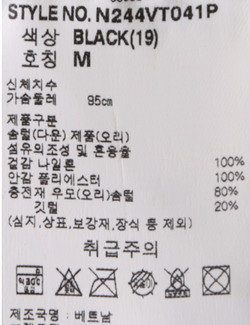 STYLE NO. N244VT041P
색상 BLACK(19)
호칭 M
신체치수
가슴둘레 95cm
제품구분
솜털(다운) 제품(오리)
섬유의조성 및 혼용율
겉감 나일론 100%
안감 폴리에스터 100%
충전재 우모(오리)솜털 80%
깃털 20%
(심지,상표,보강재,장식 등 제외)
취급주의
제조국명 : 베트남